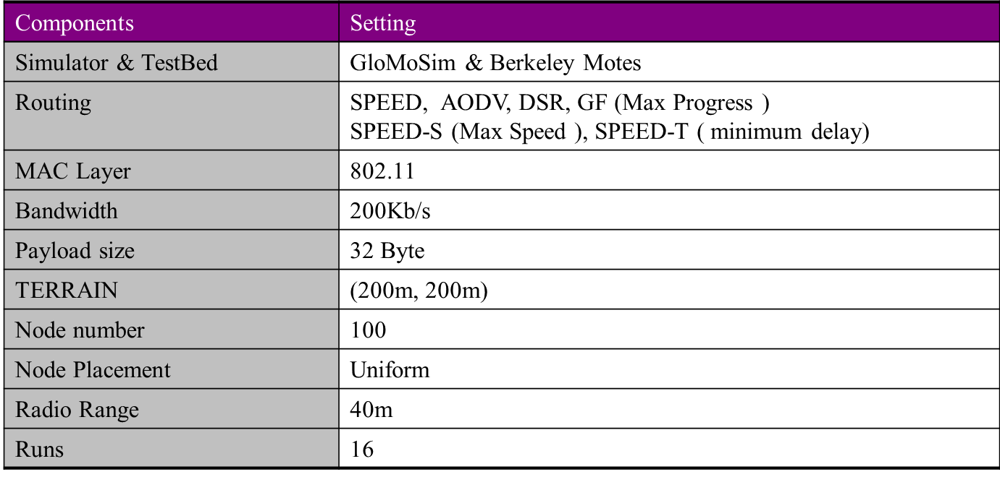 Components Setting
Simulator & TestBed GloMoSim & Berkeley Motes
Routing SPEED, AODV, DSR, GF (Max Progress )
SPEED-S (Max Speed ), SPEED-T ( minimum delay)
MAC Layer 802.11
Bandwidth 200Kb/s
Payload size 32 Byte
TERRAIN (200m, 200m)
Node number 100
Node Placement Uniform
Radio Range 40m
Runs 16